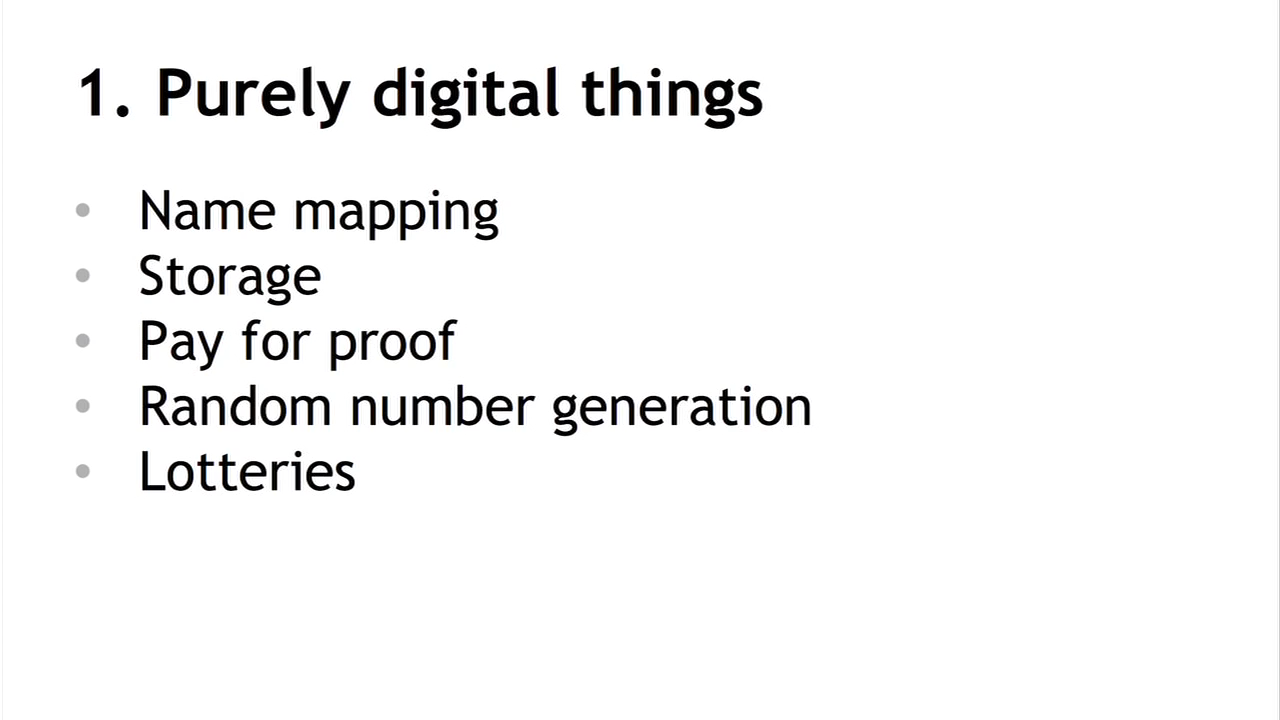 1. Purely digital things
• Name mapping
• Storage
• Pay for proof
• Random number generation
• Lotteries